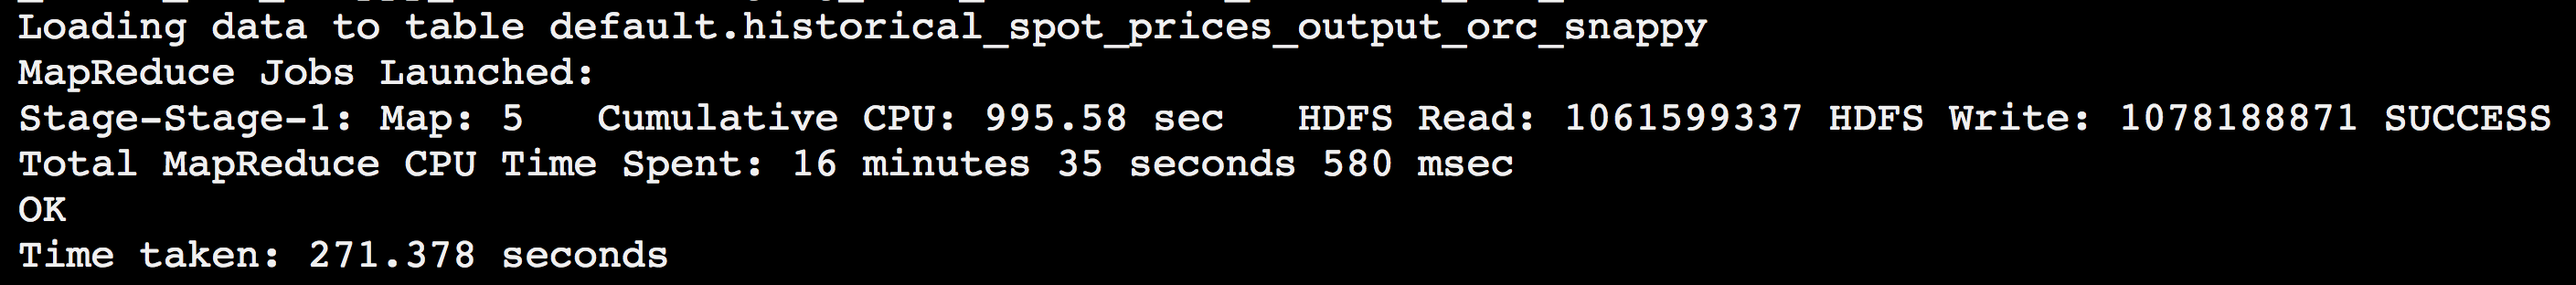 Loading data to table default.historical_spot_prices_output_orc_snappy
MapReduce Jobs Launched:
Stage-Stage-1: Map: 5   Cumulative CPU: 995.58 sec   HDFS Read: 1061599337 HDFS Write: 1078188871 SUCCESS
Total MapReduce CPU Time Spent: 16 minutes 35 seconds 580 msec
OK
Time taken: 271.378 seconds